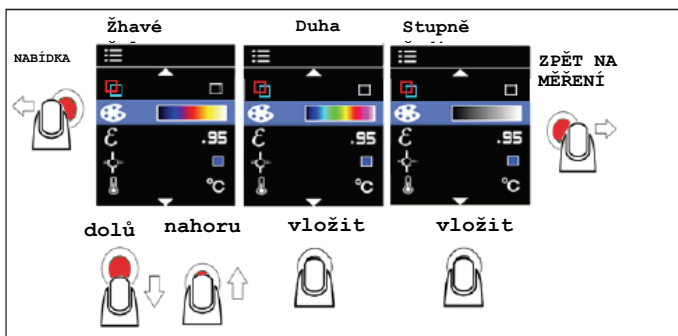 Žhavé
Duha
Stupně
NABÍDKA
ZPĚT NA
MĚŘENÍ
ε .95
°C
ε .95
°C
ε .95
°C
dolů
nahoru
vložit
vložit